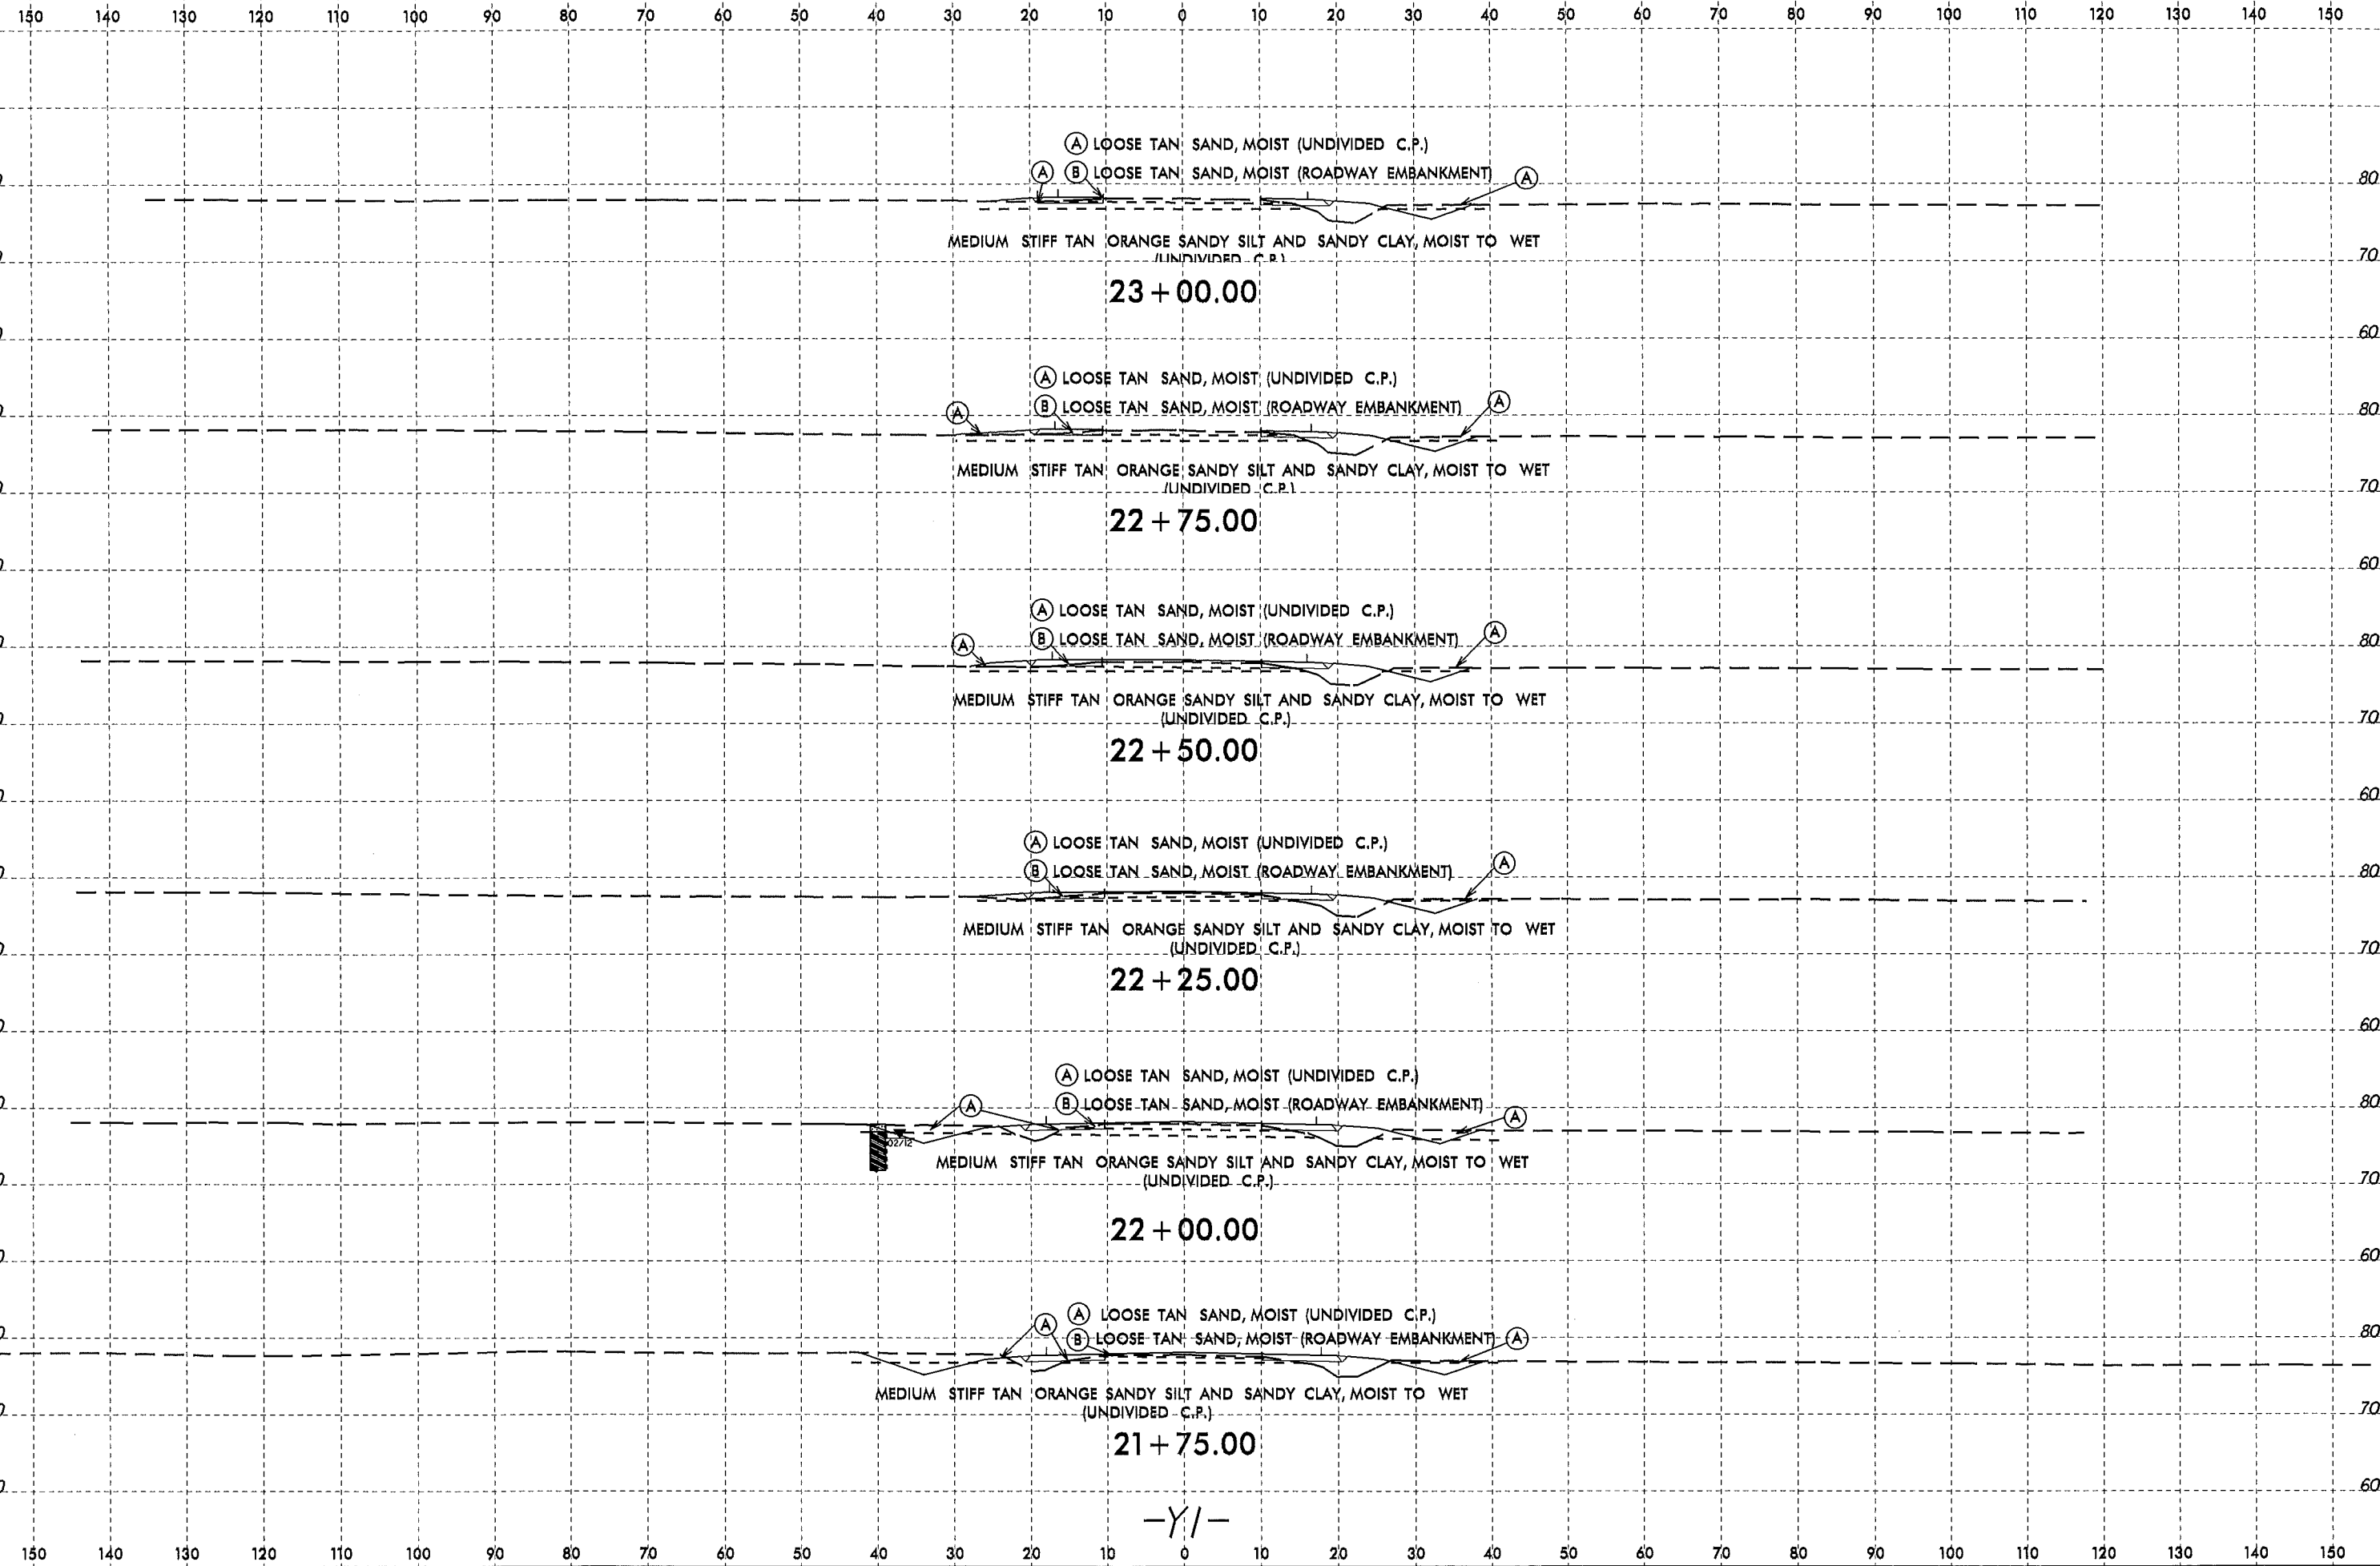 150 140 130 120 110 100 90 80 70 60 50 40 30 20 10 0 10 20 30 40 50 60 70 80 90 100 110 120 130 140 150
A LOOSE TAN SAND, MOIST (UNDIVIDED C.P.)
A B LOOSE TAN SAND, MOIST (ROADWAY EMBANKMENT) A
80
MEDIUM STIFF TAN ORANGE SANDY SILT AND SANDY CLAY, MOIST TO WET
(UNDIVIDED C.P.)
70
23+00.00
60
A LOOSE TAN SAND, MOIST (UNDIVIDED C.P.)
A B LOOSE TAN SAND, MOIST (ROADWAY EMBANKMENT) A
80
MEDIUM STIFF TAN ORANGE SANDY SILT AND SANDY CLAY, MOIST TO WET
(UNDIVIDED C.P.)
70
22+75.00
60
A LOOSE TAN SAND, MOIST (UNDIVIDED C.P.)
A B LOOSE TAN SAND, MOIST (ROADWAY EMBANKMENT) A
80
MEDIUM STIFF TAN ORANGE SANDY SILT AND SANDY CLAY, MOIST TO WET
(UNDIVIDED C.P.)
70
22+50.00
60
A LOOSE TAN SAND, MOIST (UNDIVIDED C.P.)
B LOOSE TAN SAND, MOIST (ROADWAY EMBANKMENT) A
80
MEDIUM STIFF TAN ORANGE SANDY SILT AND SANDY CLAY, MOIST TO WET
(UNDIVIDED C.P.)
70
22+25.00
60
A LOOSE TAN SAND, MOIST (UNDIVIDED C.P.)
A B LOOSE TAN SAND, MOIST (ROADWAY EMBANKMENT) A
80
02/12
MEDIUM STIFF TAN ORANGE SANDY SILT AND SANDY CLAY, MOIST TO WET
(UNDIVIDED C.P.)
70
22+00.00
60
A LOOSE TAN SAND, MOIST (UNDIVIDED C.P.)
A B LOOSE TAN SAND, MOIST (ROADWAY EMBANKMENT) A
80
MEDIUM STIFF TAN ORANGE SANDY SILT AND SANDY CLAY, MOIST TO WET
(UNDIVIDED C.P.)
70
21+75.00
60
-Y1-
150 140 130 120 110 100 90 80 70 60 50 40 30 20 10 0 10 20 30 40 50 60 70 80 90 100 110 120 130 140 150